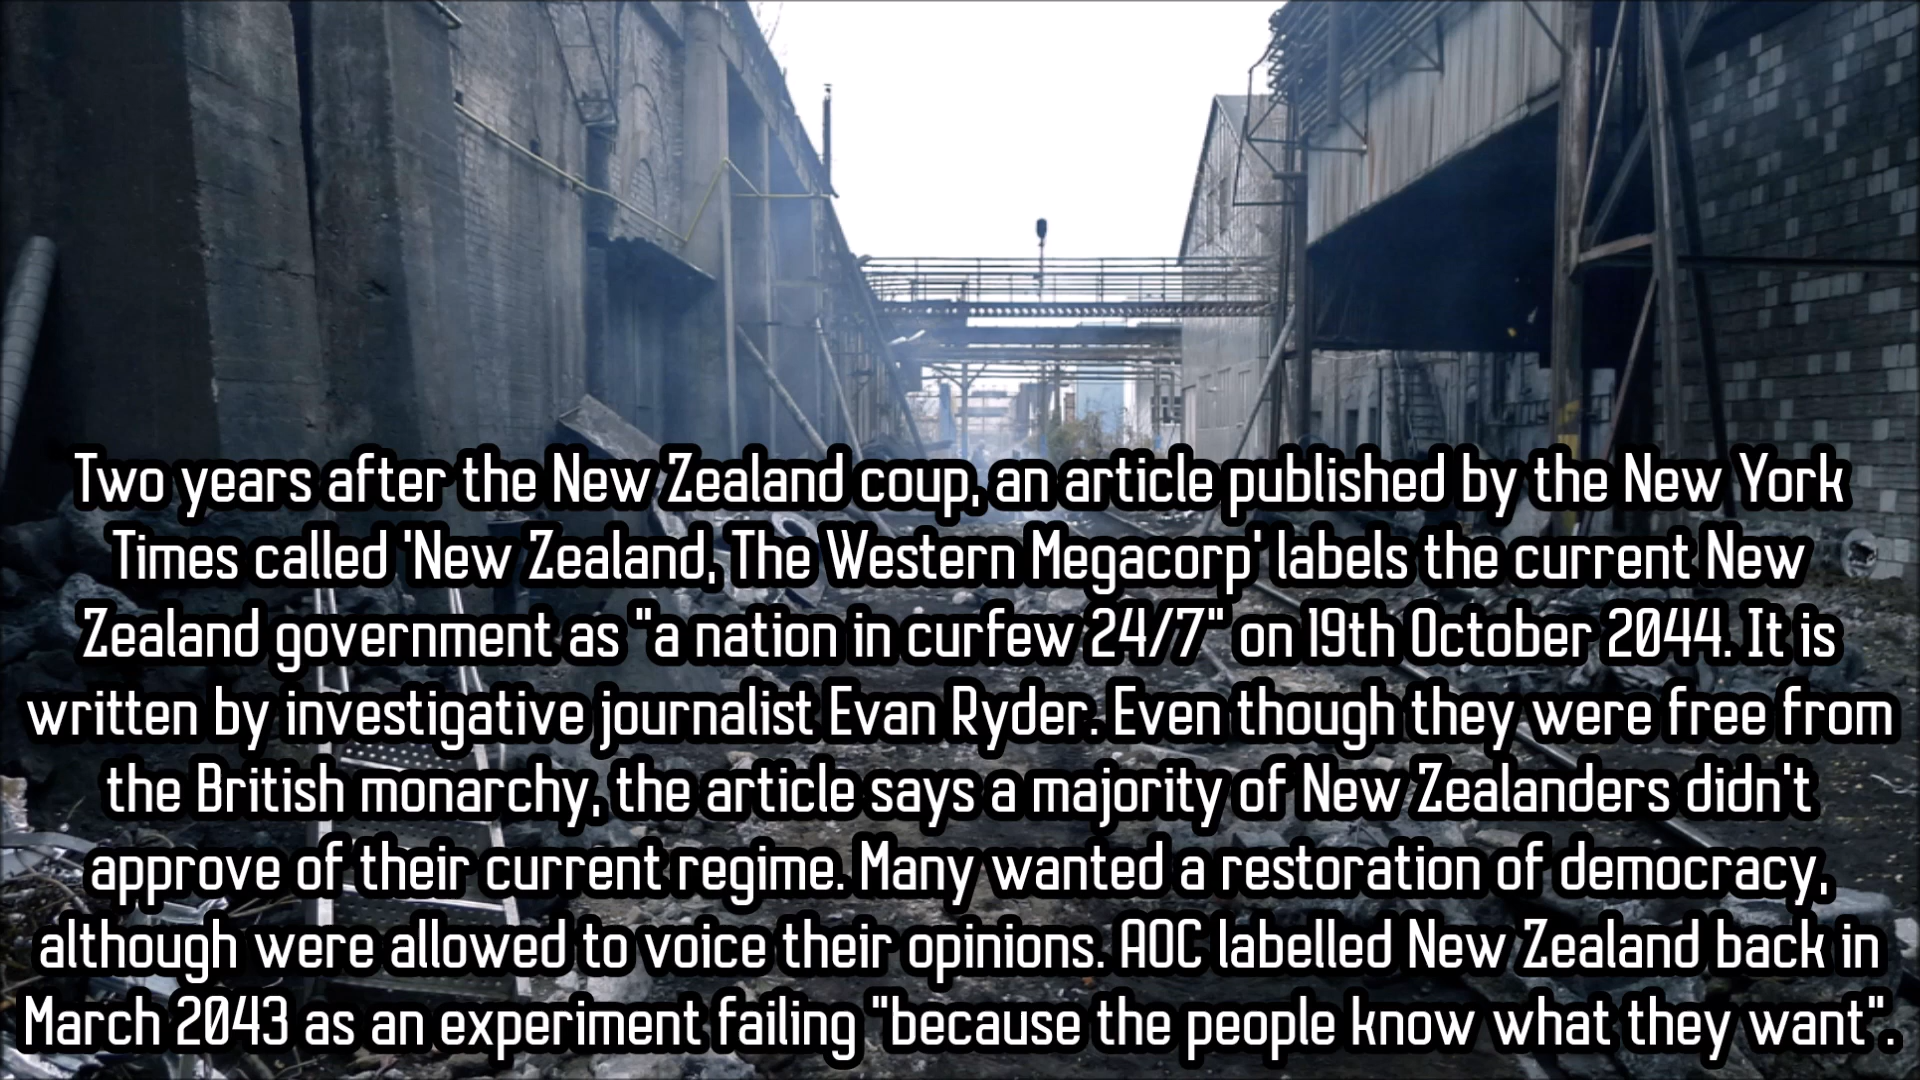 Two years after the New Zealand coup, an article published by the New York
Times called 'New Zealand, The Western Megacorp' labels the current New
Zealand government as "a nation in curfew 24/7" on 19th October 2044. It is
written by investigative journalist Evan Ryder. Even though they were free from
the British monarchy, the article says a majority of New Zealanders didn't
approve of their current regime. Many wanted a restoration of democracy,
although were allowed to voice their opinions. AOC labelled New Zealand back in
March 2043 as an experiment failing "because the people know what they want".